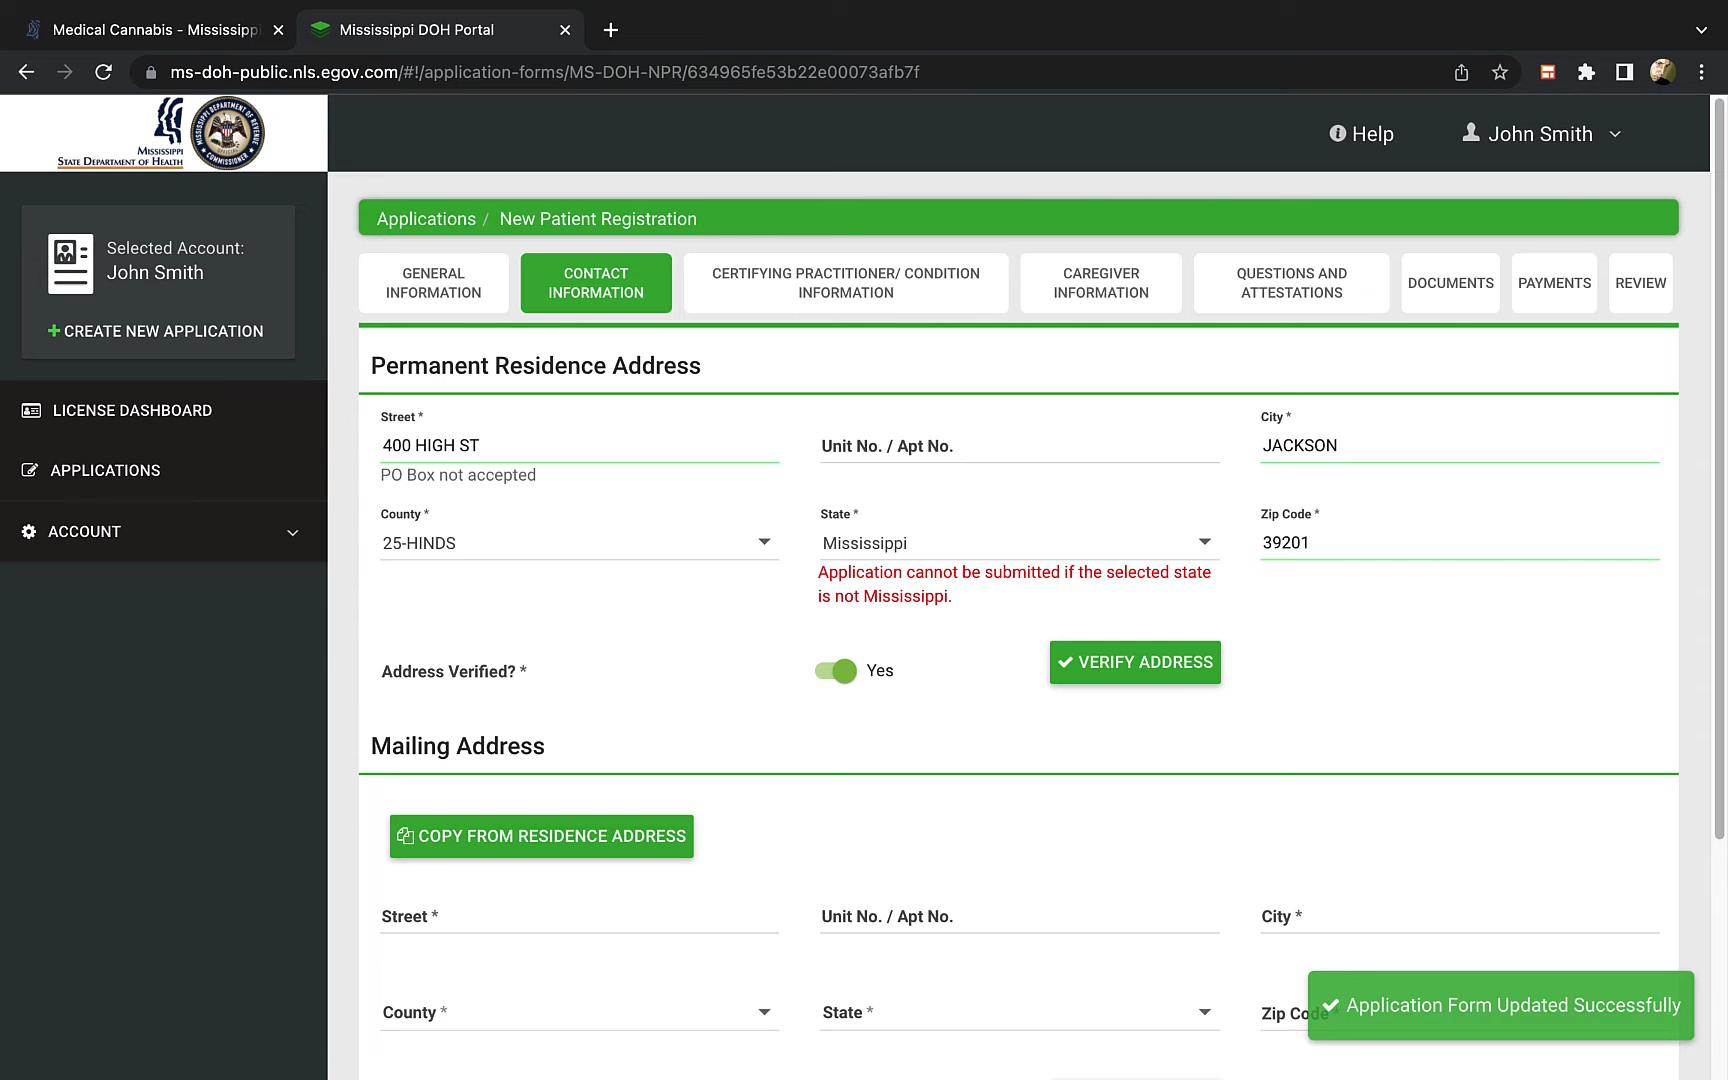 Medical Cannabis - Mississipp
Mississippi DOH Portal
ms-doh-public.nls.egov.com/#!/application-forms/MS-DOH-NPR/634965fe53b22e00073afb7f
MISSISSIPPI
STATE DEPARTMENT OF HEALTH
MISSISSIPPI DEPARTMENT OF REVENUE
COMMISSIONER
Help
John Smith
Selected Account:
John Smith
+ CREATE NEW APPLICATION
LICENSE DASHBOARD
APPLICATIONS
ACCOUNT
Applications / New Patient Registration
GENERAL
INFORMATION
CONTACT
INFORMATION
CERTIFYING PRACTITIONER/ CONDITION
INFORMATION
CAREGIVER
INFORMATION
QUESTIONS AND
ATTESTATIONS
DOCUMENTS
PAYMENTS
REVIEW
Permanent Residence Address
Street *
400 HIGH ST
PO Box not accepted
Unit No. / Apt No.
City *
JACKSON
County *
25-HINDS
State *
Mississippi
Application cannot be submitted if the selected state
is not Mississippi.
Zip Code *
39201
Address Verified? *
Yes
VERIFY ADDRESS
Mailing Address
COPY FROM RESIDENCE ADDRESS
Street *
Unit No. / Apt No.
City *
County *
State *
Zip Code *
Application Form Updated Successfully